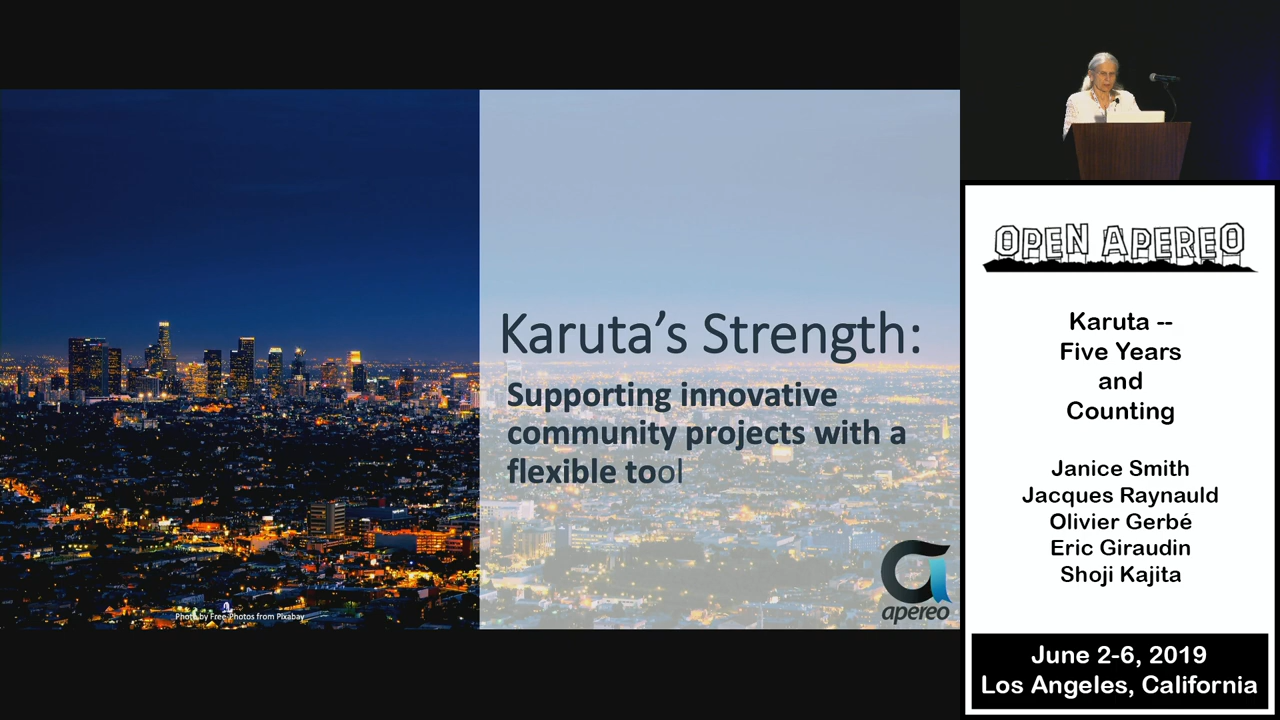 Karuta's Strength:
Supporting innovative
community projects with a
flexible tool
Photo by Free-Photos from Pixabay
apereo
OPEN APEREO
Karuta --
Five Years
and
Counting
Janice Smith
Jacques Raynauld
Olivier Gerbé
Eric Giraudin
Shoji Kajita
June 2-6, 2019
Los Angeles, California